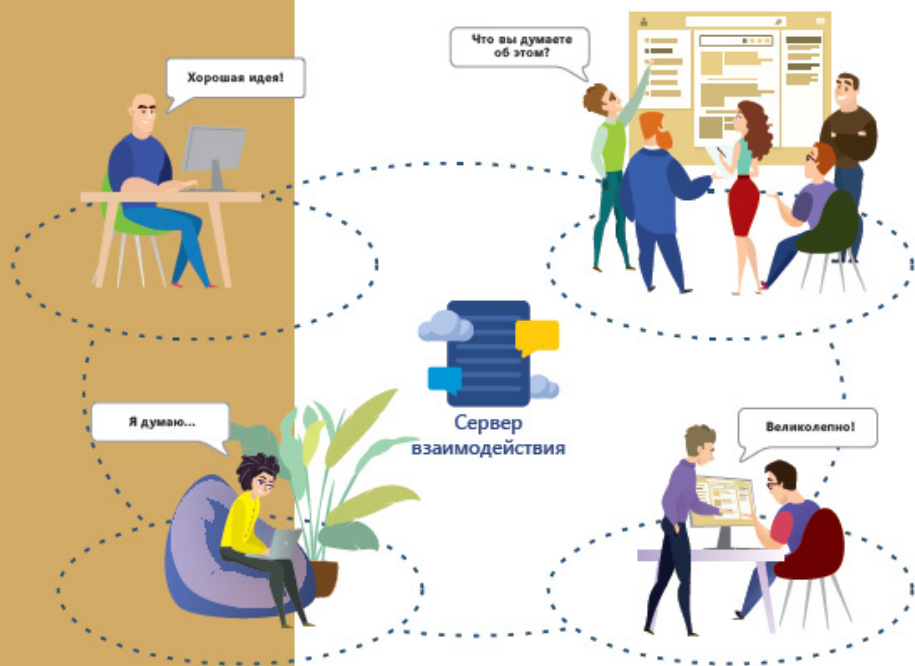 Что вы думаете
об этом?
Хорошая идея!
Сервер
взаимодействия
Я думаю...
Великолепно!